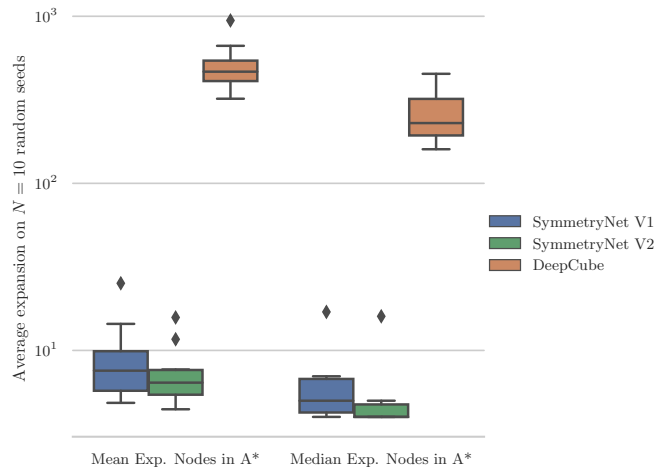 10³
10²
10¹
Average expansion on N = 10 random seeds
Mean Exp. Nodes in A*
Median Exp. Nodes in A*
SymmetryNet V1
SymmetryNet V2
DeepCube